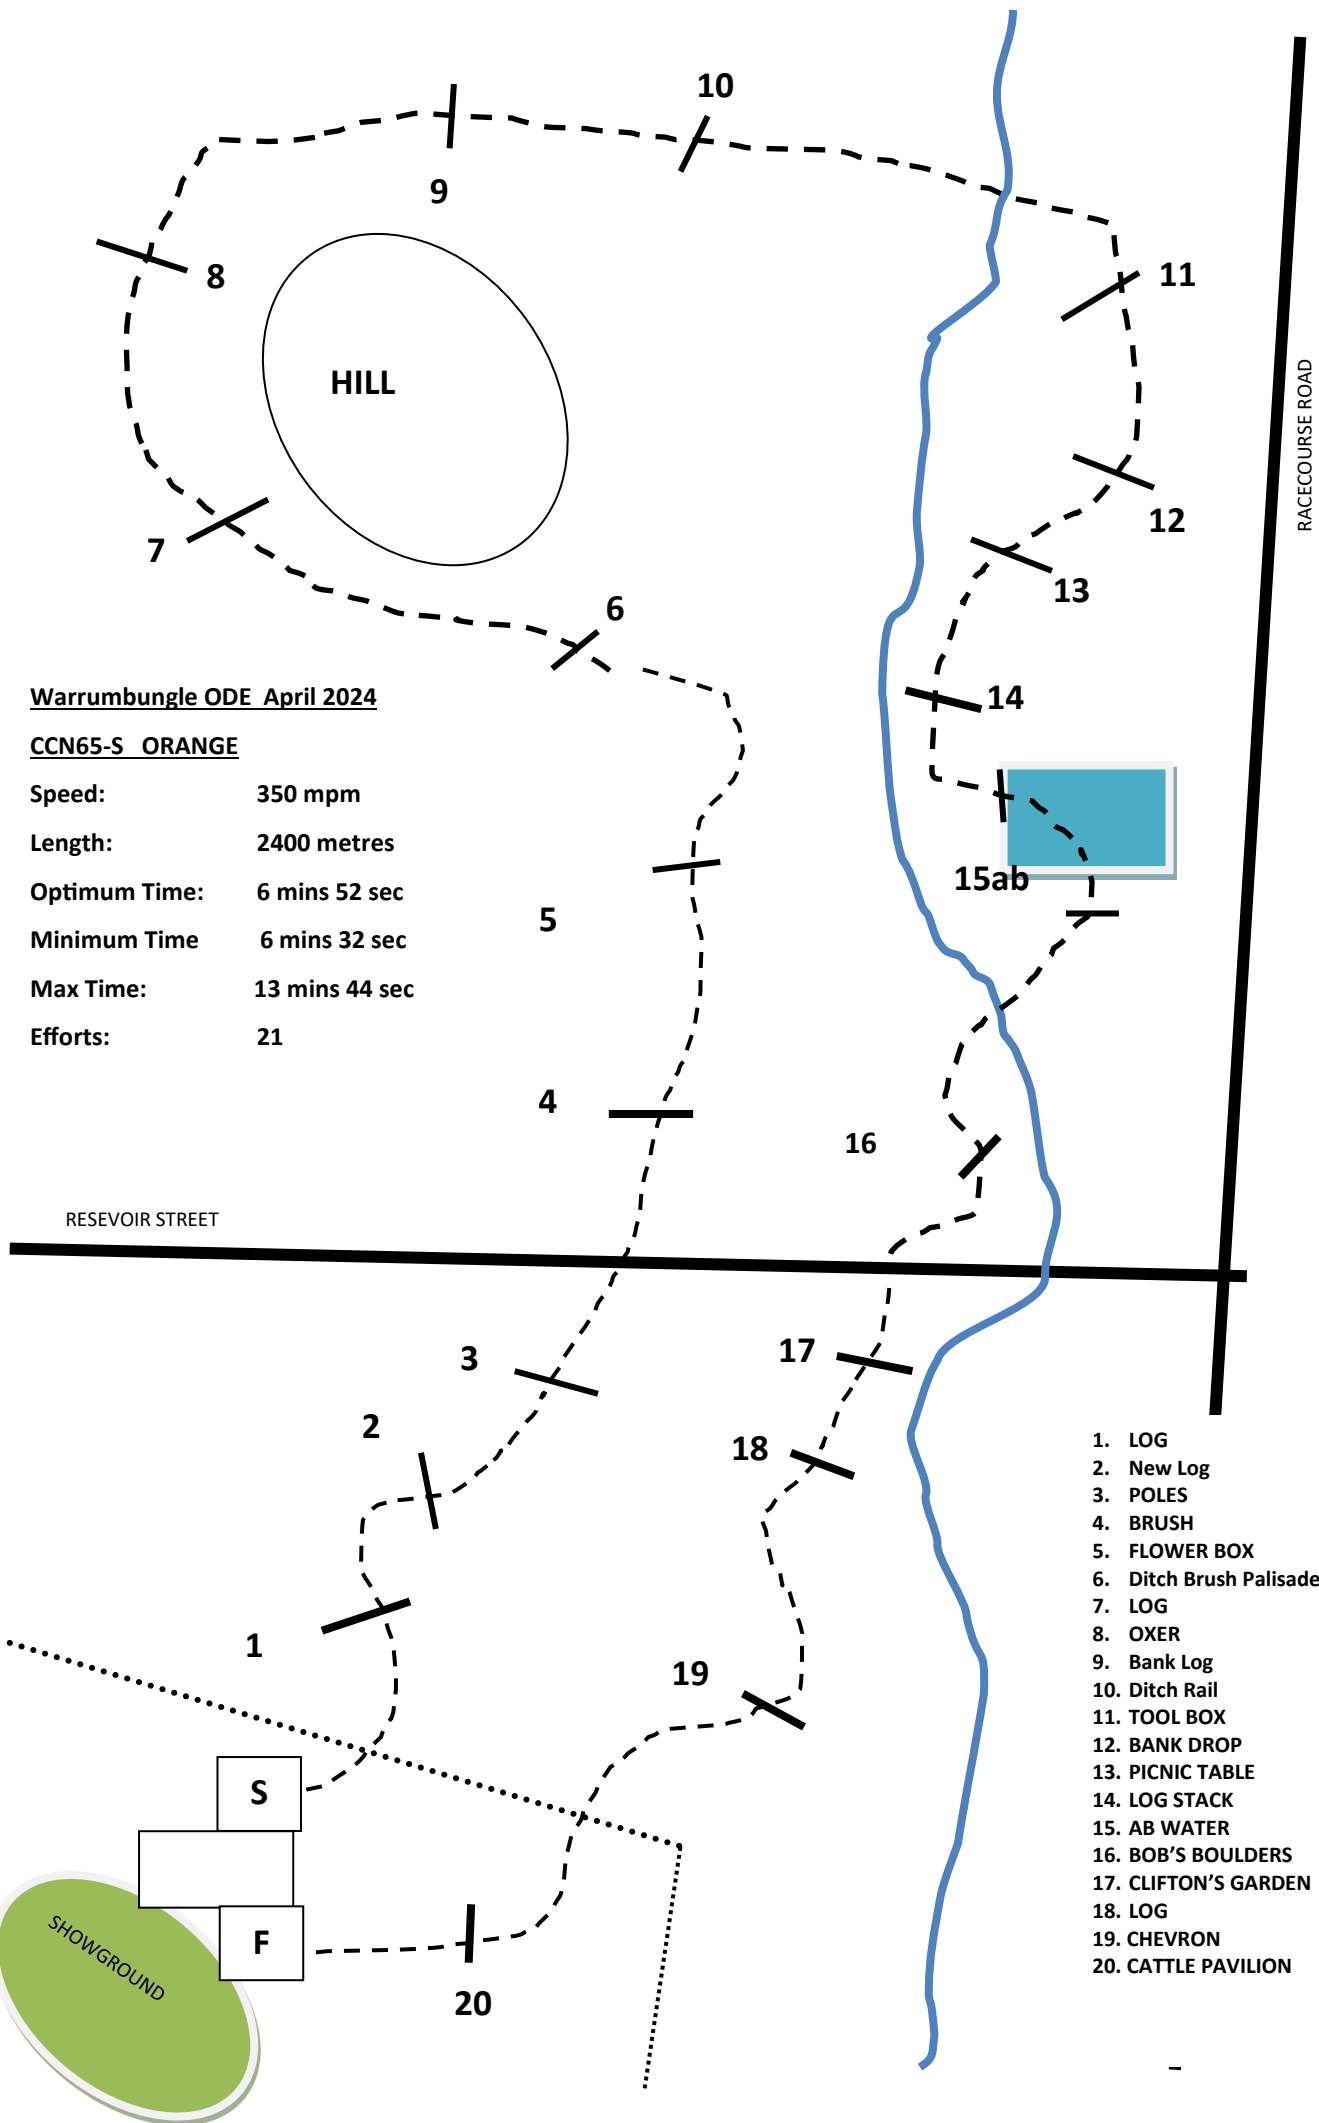 10
9
8
11
HILL
RACECOURSE ROAD
12
7
13
6
14
Warrumbungle ODE April 2024
CCN65-S ORANGE
Speed: 350 mpm
Length: 2400 metres
Optimum Time: 6 mins 52 sec
Minimum Time 6 mins 32 sec
Max Time: 13 mins 44 sec
Efforts: 21
15ab
5
4
16
RESEVOIR STREET
3
17
2
18
1
19
S
F
SHOWGROUND
20
1. LOG
2. New Log
3. POLES
4. BRUSH
5. FLOWER BOX
6. Ditch Brush Palisade
7. LOG
8. OXER
9. Bank Log
10. Ditch Rail
11. TOOL BOX
12. BANK DROP
13. PICNIC TABLE
14. LOG STACK
15. AB WATER
16. BOB'S BOULDERS
17. CLIFTON'S GARDEN
18. LOG
19. CHEVRON
20. CATTLE PAVILION